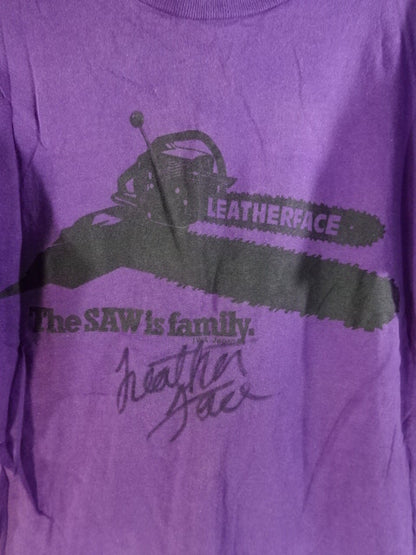 LEATHERFACE
The SAW is family.
Leather
face